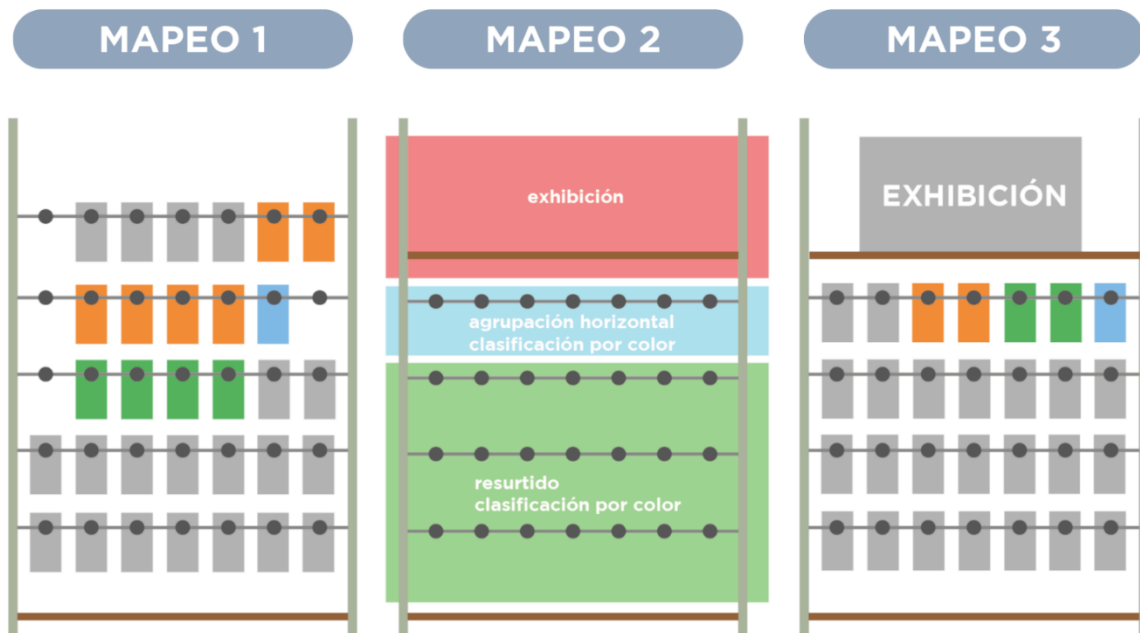 MAPEO 1
MAPEO 2
MAPEO 3
exhibición
agrupación horizontal
clasificación por color
resurtido
clasificación por color
EXHIBICIÓN